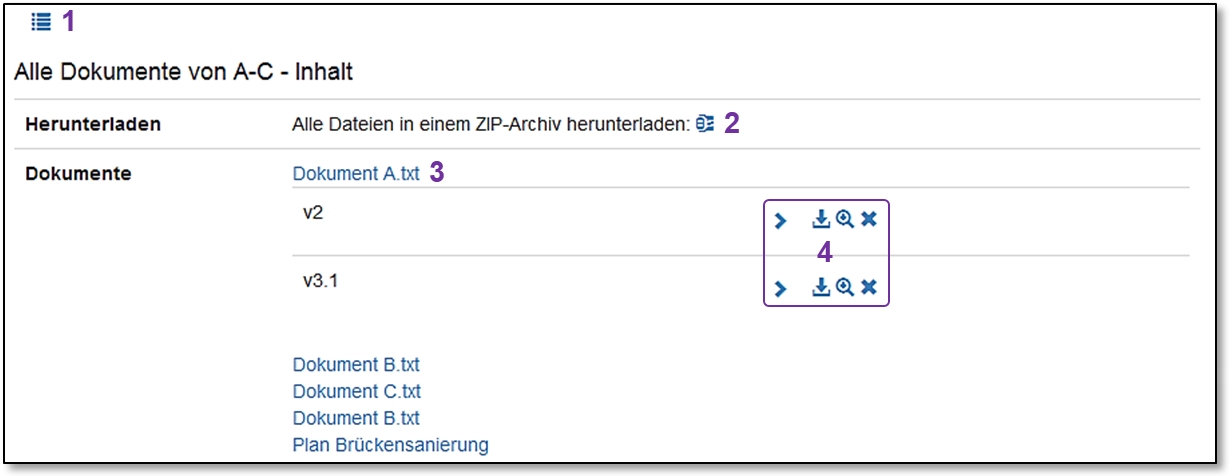 1
Alle Dokumente von A-C - Inhalt
Herunterladen Alle Dateien in einem ZIP-Archiv herunterladen: 2
Dokumente Dokument A.txt 3
v2
4
v3.1
Dokument B.txt
Dokument C.txt
Dokument B.txt
Plan Brückensanierung